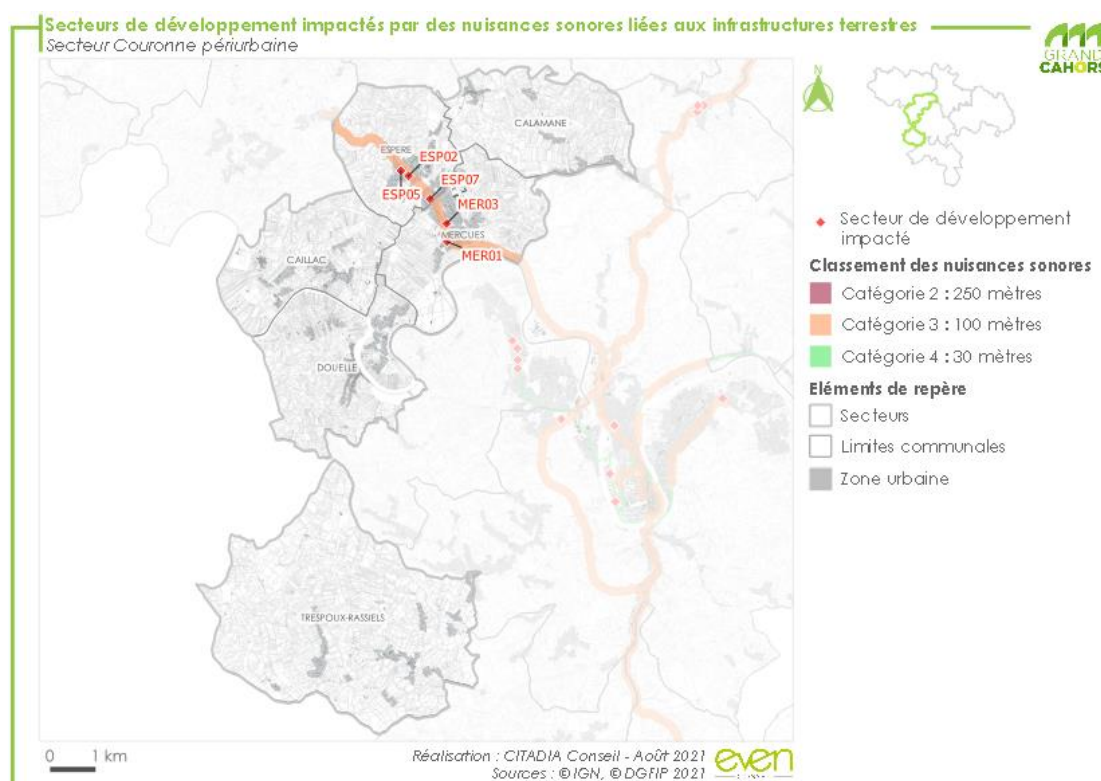 Secteurs de développement impactés par des nuisances sonores liées aux infrastructures terrestres
Secteur Couronne périurbaine
GRAND
CAHORS
N
CALAMANE
ESPERE
ESP02
ESP07
ESP05
MER03
MERCUES
MER01
CAILLAC
DOUELLE
TRESPOUX-RASSIELS
Secteur de développement
impacté
Classement des nuisances sonores
Catégorie 2 : 250 mètres
Catégorie 3 : 100 mètres
Catégorie 4 : 30 mètres
Eléments de repère
Secteurs
Limites communales
Zone urbaine
0 1 km
Réalisation : CITADIA Conseil - Août 2021
Sources : ©IGN, © DGFIP 2021
even